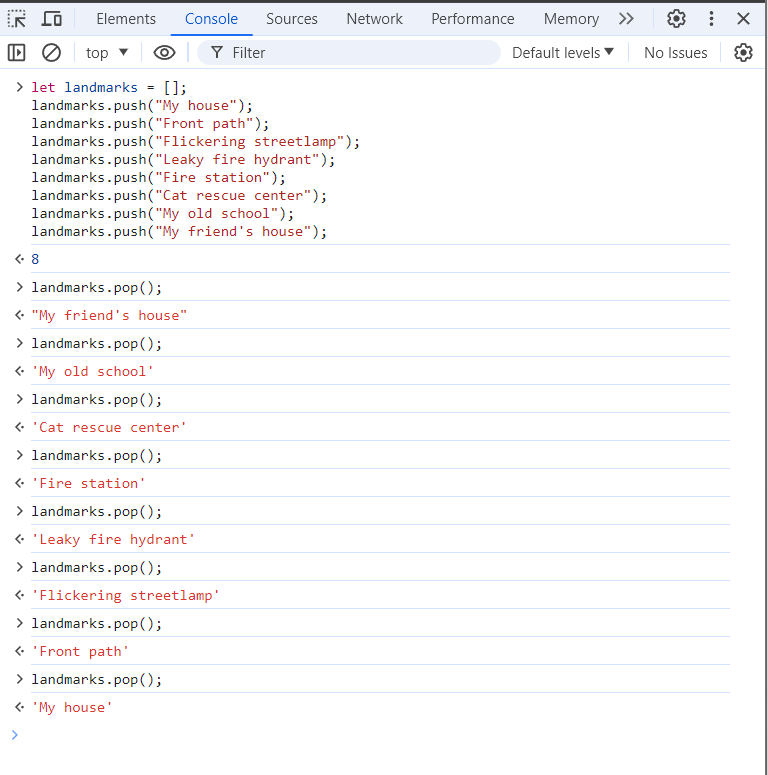 Elements Console Sources Network Performance Memory
top Filter Default levels No Issues
let landmarks = [];
landmarks.push("My house");
landmarks.push("Front path");
landmarks.push("Flickering streetlamp");
landmarks.push("Leaky fire hydrant");
landmarks.push("Fire station");
landmarks.push("Cat rescue center");
landmarks.push("My old school");
landmarks.push("My friend's house");
8
landmarks.pop();
"My friend's house"
landmarks.pop();
'My old school'
landmarks.pop();
'Cat rescue center'
landmarks.pop();
'Fire station'
landmarks.pop();
'Leaky fire hydrant'
landmarks.pop();
'Flickering streetlamp'
landmarks.pop();
'Front path'
landmarks.pop();
'My house'